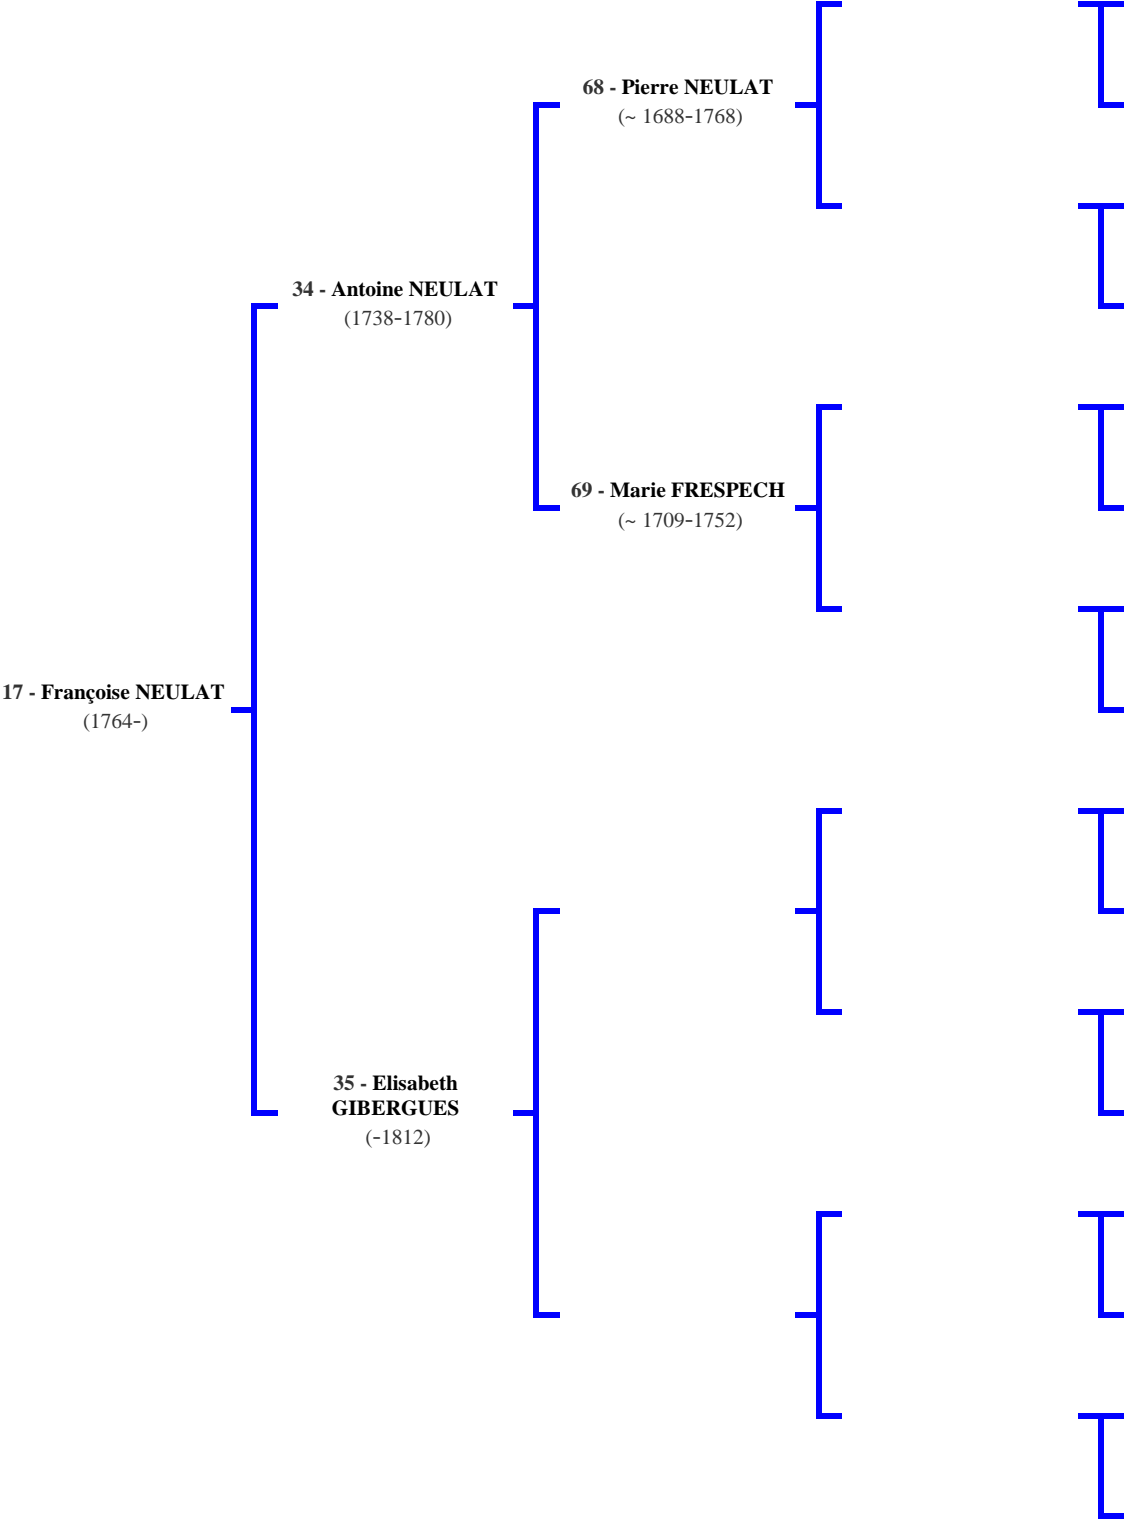 68 - Pierre NEULAT
(~ 1688-1768)
34 - Antoine NEULAT
(1738-1780)
69 - Marie FRESPECH
(~ 1709-1752)
17 - Françoise NEULAT
(1764-)
35 - Elisabeth
GIBERGUES
(-1812)